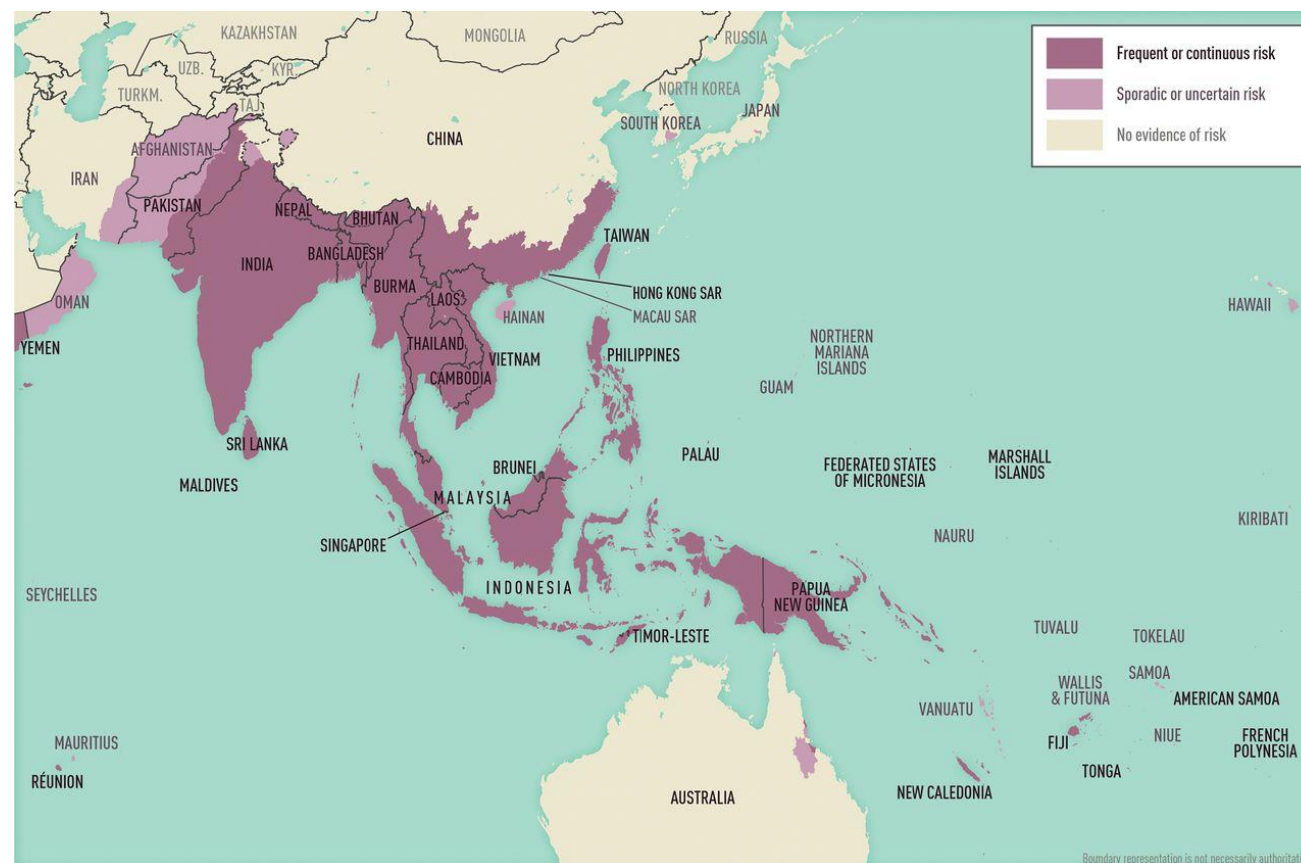 KAZAKHSTAN
MONGOLIA
RUSSIA
UZB.
KYR.
TURKM.
TAJ.
NORTH KOREA
SOUTH KOREA
JAPAN
CHINA
AFGHANISTAN
IRAN
PAKISTAN
NEPAL
BHUTAN
BANGLADESH
INDIA
BURMA
LAOS
TAIWAN
HONG KONG SAR
MACAU SAR
HAINAN
OMAN
YEMEN
THAILAND
VIETNAM
CAMBODIA
PHILIPPINES
NORTHERN
MARIANA
ISLANDS
GUAM
HAWAII
SRI LANKA
MALDIVES
BRUNEI
MALAYSIA
SINGAPORE
PALAU
FEDERATED STATES
OF MICRONESIA
MARSHALL
ISLANDS
NAURU
KIRIBATI
SEYCHELLES
INDONESIA
PAPUA
NEW GUINEA
TIMOR-LESTE
TUVALU
TOKELAU
WALLIS
& FUTUNA
SAMOA
AMERICAN SAMOA
VANUATU
FIJI
NIUE
FRENCH
POLYNESIA
TONGA
NEW CALEDONIA
MAURITIUS
RÉUNION
AUSTRALIA
Frequent or continuous risk
Sporadic or uncertain risk
No evidence of risk
Boundary representation is not necessarily authoritati